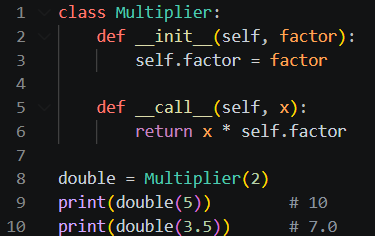 1 class Multiplier:
2     def __init__(self, factor):
3         self.factor = factor
4
5     def __call__(self, x):
6         return x * self.factor
7
8 double = Multiplier(2)
9 print(double(5))        # 10
10 print(double(3.5))      # 7.0